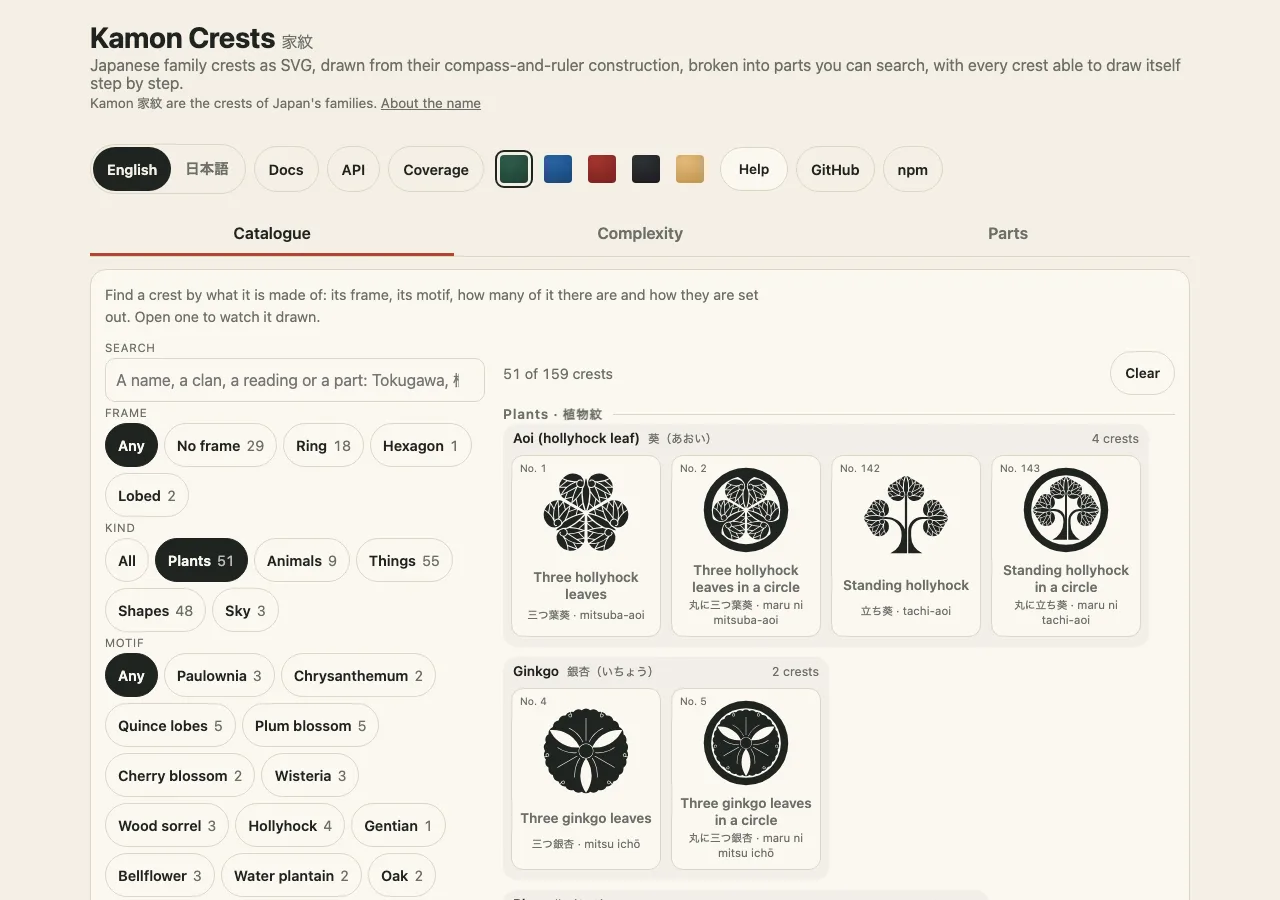 Kamon Crests 家紋
Japanese family crests as SVG, drawn from their compass-and-ruler construction, broken into parts you can search, with every crest able to draw itself
step by step.
Kamon 家紋 are the crests of Japan's families. About the name
English 日本語 Docs API Coverage Help GitHub npm
Catalogue Complexity Parts
Find a crest by what it is made of: its frame, its motif, how many of it there are and how they are set
out. Open one to watch it drawn.
SEARCH
A name, a clan, a reading or a part: Tokugawa,
FRAME
Any No frame 29 Ring 18 Hexagon 1
Lobed 2
KIND
All Plants 51 Animals 9 Things 55
Shapes 48 Sky 3
MOTIF
Any Paulownia 3 Chrysanthemum 2
Quince lobes 5 Plum blossom 5
Cherry blossom 2 Wisteria 3
Wood sorrel 3 Hollyhock 4 Gentian 1
Bellflower 3 Water plantain 2 Oak 2
51 of 159 crests
Clear
Plants · 植物紋
Aoi (hollyhock leaf) 葵（あおい） 4 crests
No. 1
Three hollyhock
leaves
三つ葉葵 · mitsuba-aoi
No. 2
Three hollyhock
leaves in a circle
丸に三つ葉葵 · maru ni
mitsuba-aoi
No. 142
Standing hollyhock
立ち葵 · tachi-aoi
No. 143
Standing hollyhock
in a circle
丸に立ち葵 · maru ni
tachi-aoi
Ginkgo 銀杏（いちょう） 2 crests
No. 4
Three ginkgo leaves
三つ銀杏 · mitsu ichō
No. 5
Three ginkgo leaves
in a circle
丸に三つ銀杏 · maru ni
mitsu ichō